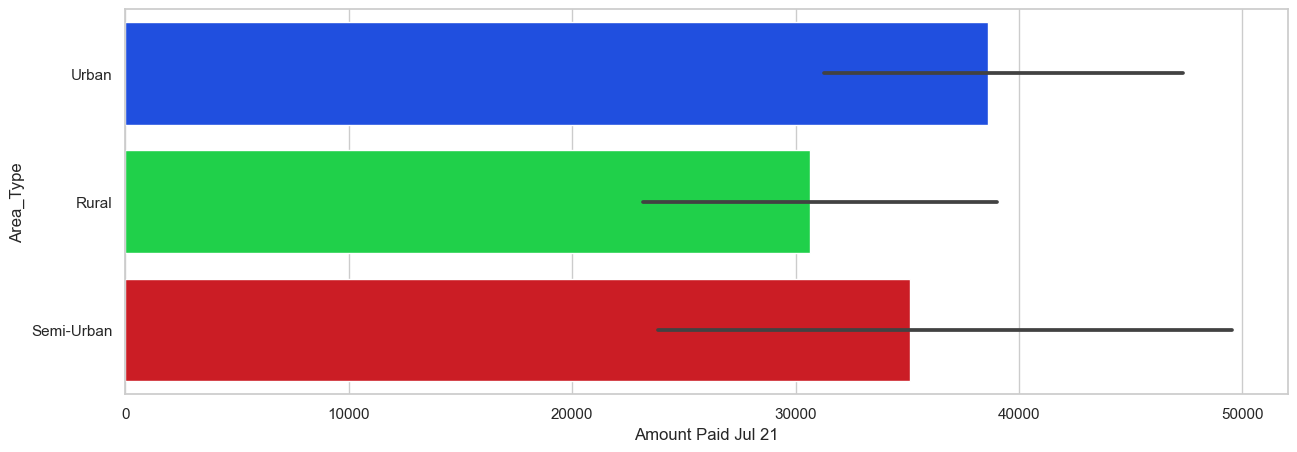 Area_Type
Urban
Rural
Semi-Urban
0 10000 20000 30000 40000 50000
Amount Paid Jul 21